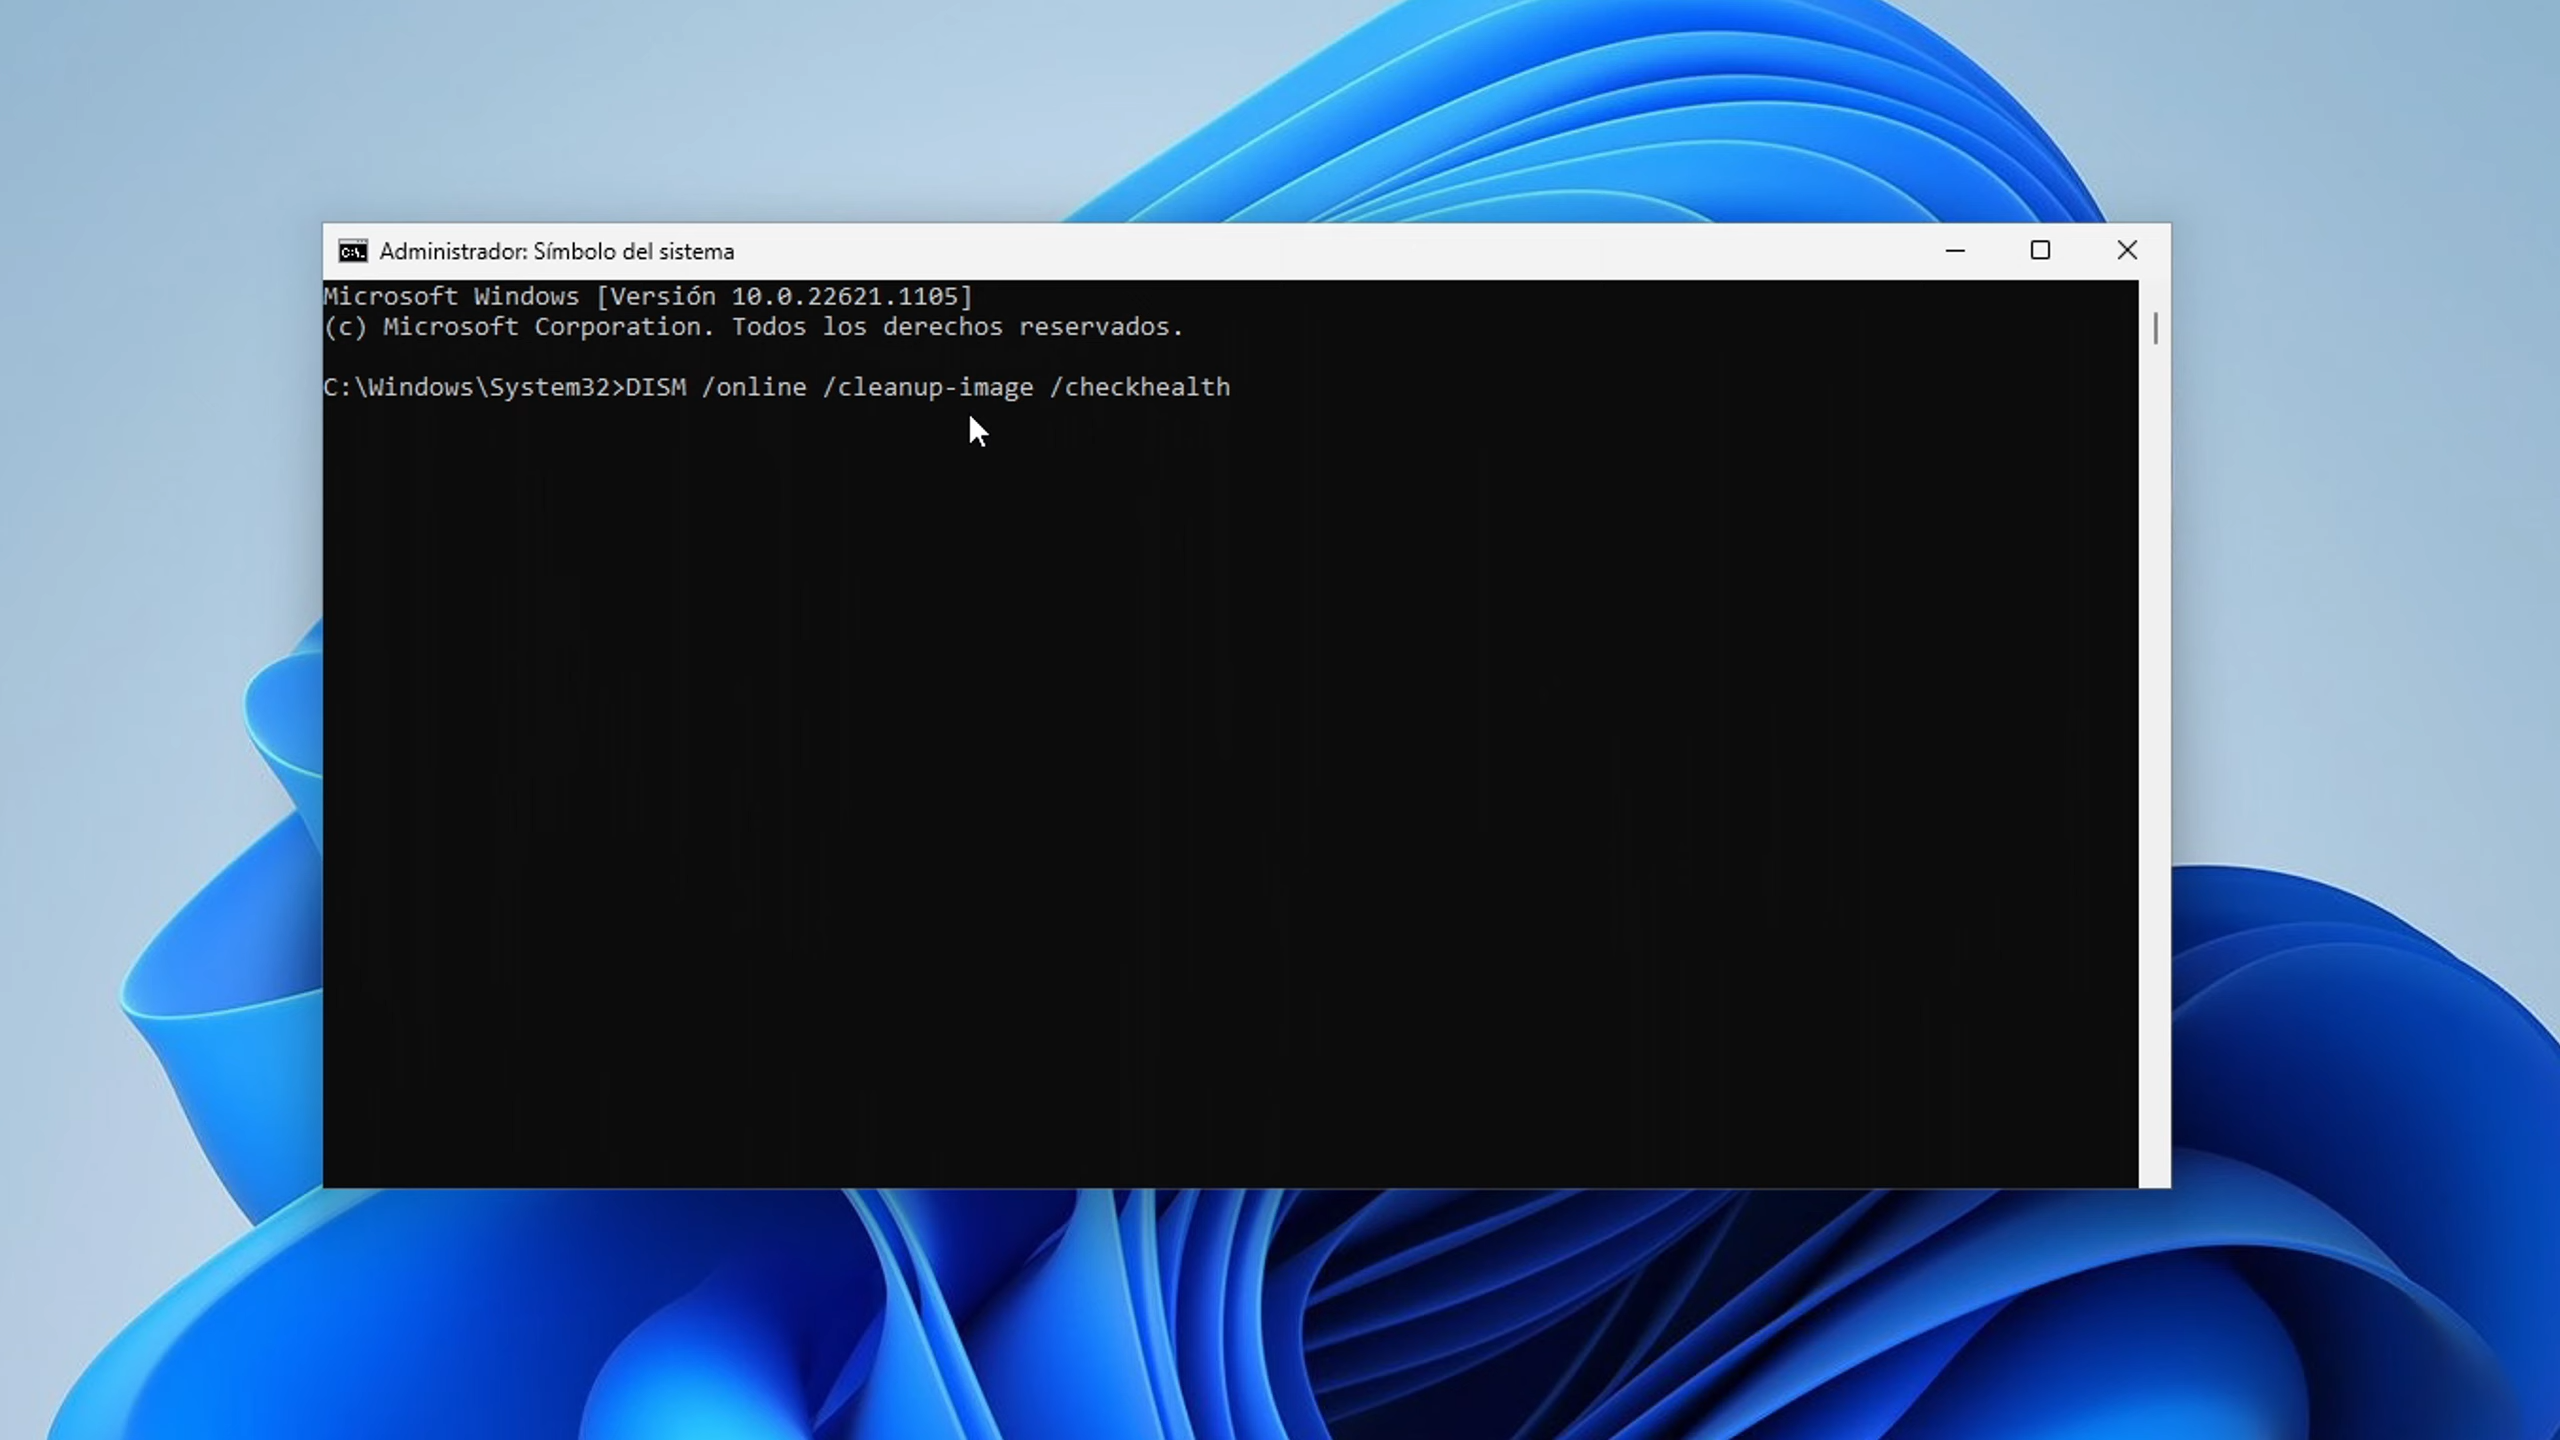 Administrador: Símbolo del sistema
Microsoft Windows [Versión 10.0.22621.1105]
(c) Microsoft Corporation. Todos los derechos reservados.
C:\Windows\System32>DISM /online /cleanup-image /checkhealth